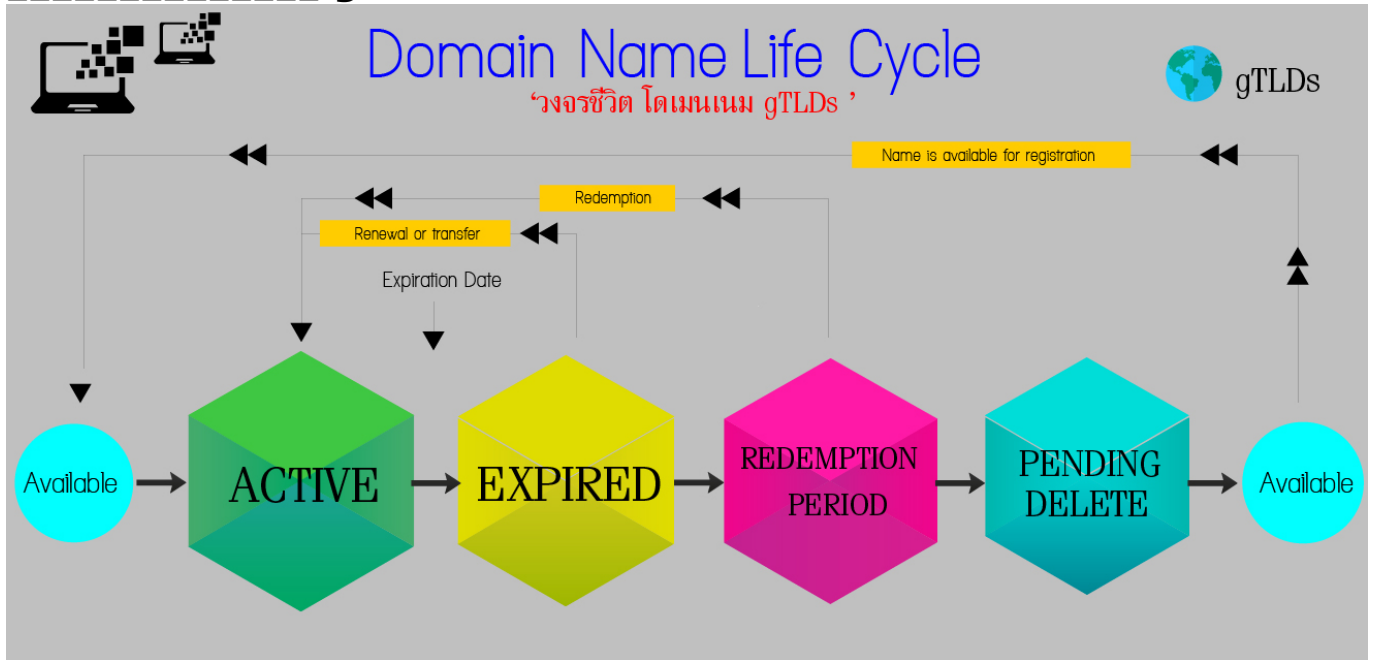 Domain Name Life Cycle
‘วงจรชีวิต โดเมนเนม gTLDs ’
gTLDs
Name is available for registration
Redemption
Renewal or transfer
Expiration Date
Available
ACTIVE
EXPIRED
REDEMPTION
PERIOD
PENDING
DELETE
Available